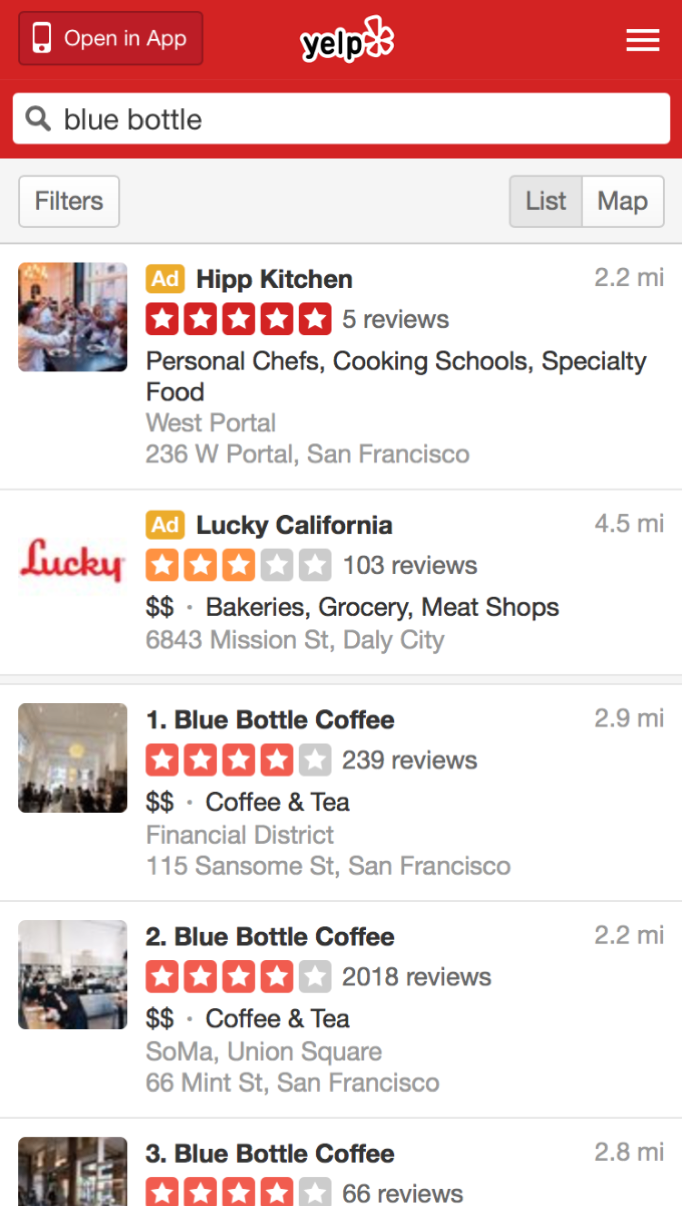 Open in App
yelp
blue bottle
Filters
List
Map
Ad Hipp Kitchen
2.2 mi
5 reviews
Personal Chefs, Cooking Schools, Specialty
Food
West Portal
236 W Portal, San Francisco
Lucky
Ad Lucky California
4.5 mi
103 reviews
$$ · Bakeries, Grocery, Meat Shops
6843 Mission St, Daly City
1. Blue Bottle Coffee
2.9 mi
239 reviews
$$ · Coffee & Tea
Financial District
115 Sansome St, San Francisco
2. Blue Bottle Coffee
2.2 mi
2018 reviews
$$ · Coffee & Tea
SoMa, Union Square
66 Mint St, San Francisco
3. Blue Bottle Coffee
2.8 mi
66 reviews